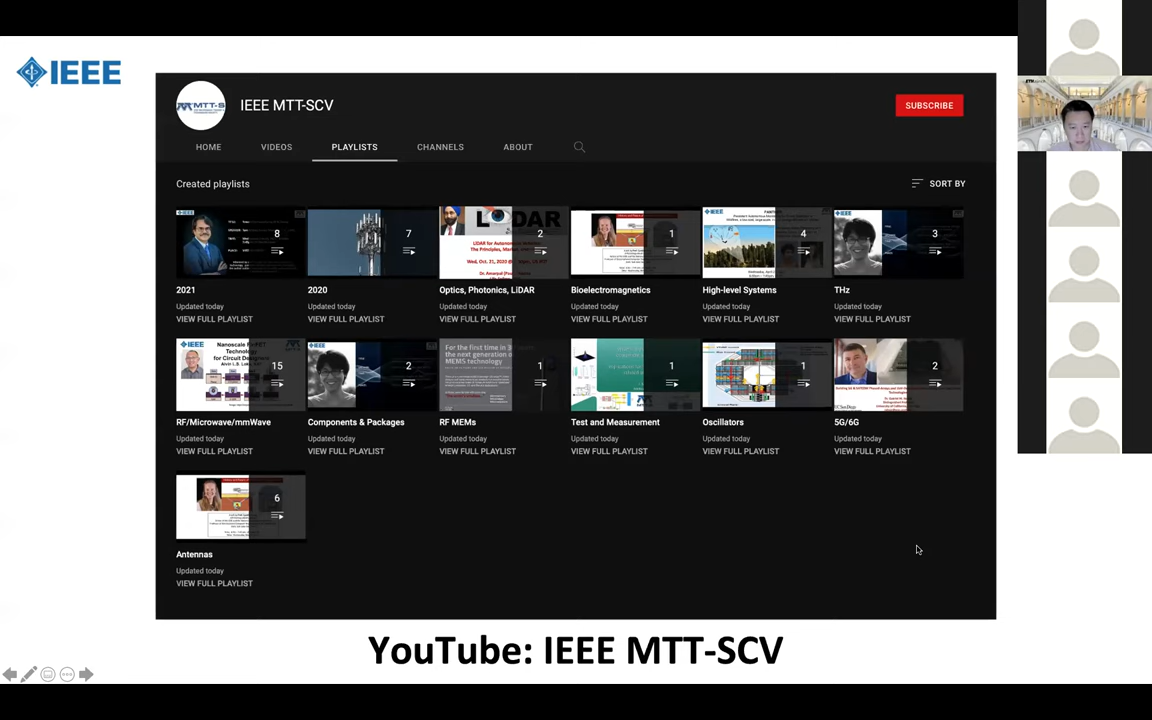 IEEE
IEEE MTT-SCV
SUBSCRIBE
HOME VIDEOS PLAYLISTS CHANNELS ABOUT
Created playlists
SORT BY
8 7 2 1 4 3
2021 2020 Optics, Photonics, LiDAR Bioelectromagnetics High-level Systems THz
Updated today Updated today Updated today Updated today Updated today Updated today
VIEW FULL PLAYLIST VIEW FULL PLAYLIST VIEW FULL PLAYLIST VIEW FULL PLAYLIST VIEW FULL PLAYLIST VIEW FULL PLAYLIST
15 2 1 1 1 2
RF/Microwave/mmWave Components & Packages RF MEMs Test and Measurement Oscillators 5G/6G
Updated today Updated today Updated today Updated today Updated today Updated today
VIEW FULL PLAYLIST VIEW FULL PLAYLIST VIEW FULL PLAYLIST VIEW FULL PLAYLIST VIEW FULL PLAYLIST VIEW FULL PLAYLIST
6
Antennas
Updated today
VIEW FULL PLAYLIST
YouTube: IEEE MTT-SCV